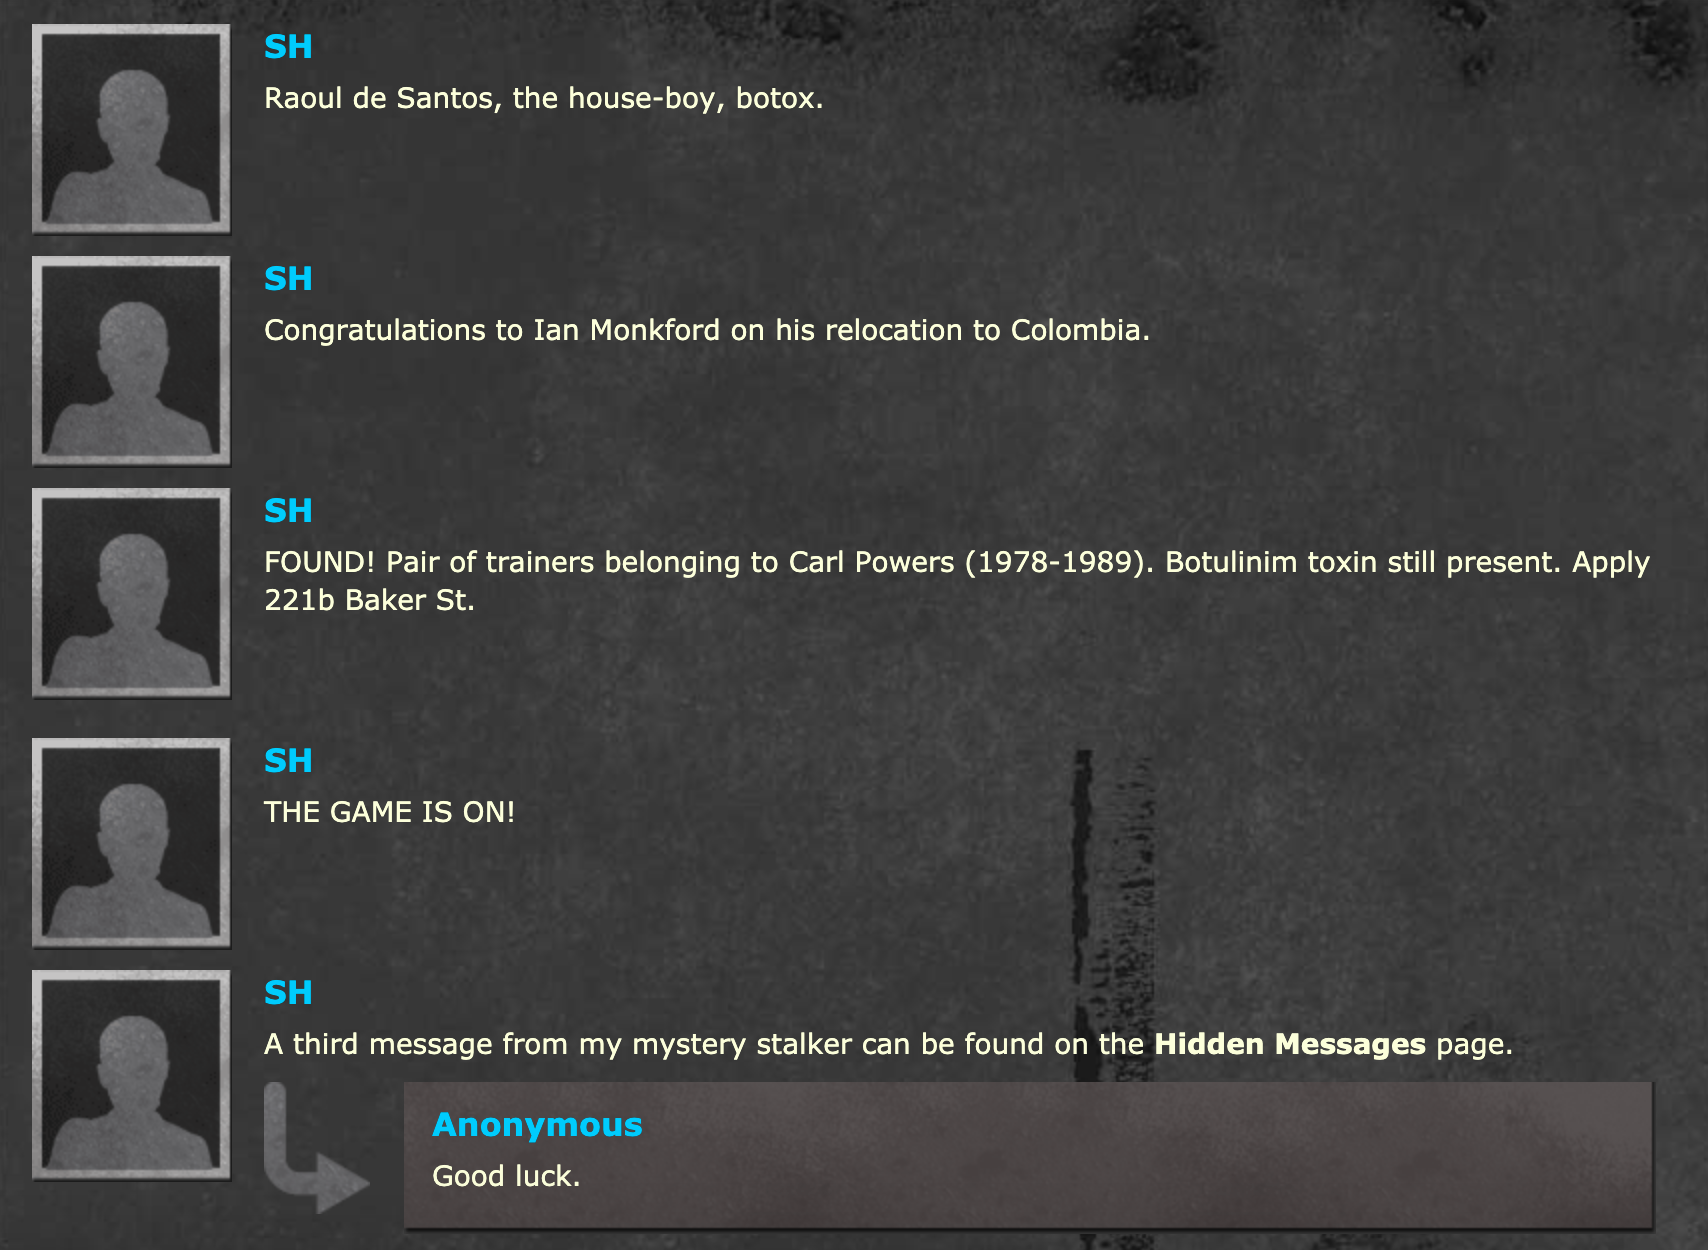 SH
Raoul de Santos, the house-boy, botox.
SH
Congratulations to Ian Monkford on his relocation to Colombia.
SH
FOUND! Pair of trainers belonging to Carl Powers (1978-1989). Botulinim toxin still present. Apply
221b Baker St.
SH
THE GAME IS ON!
SH
A third message from my mystery stalker can be found on the Hidden Messages page.
Anonymous
Good luck.